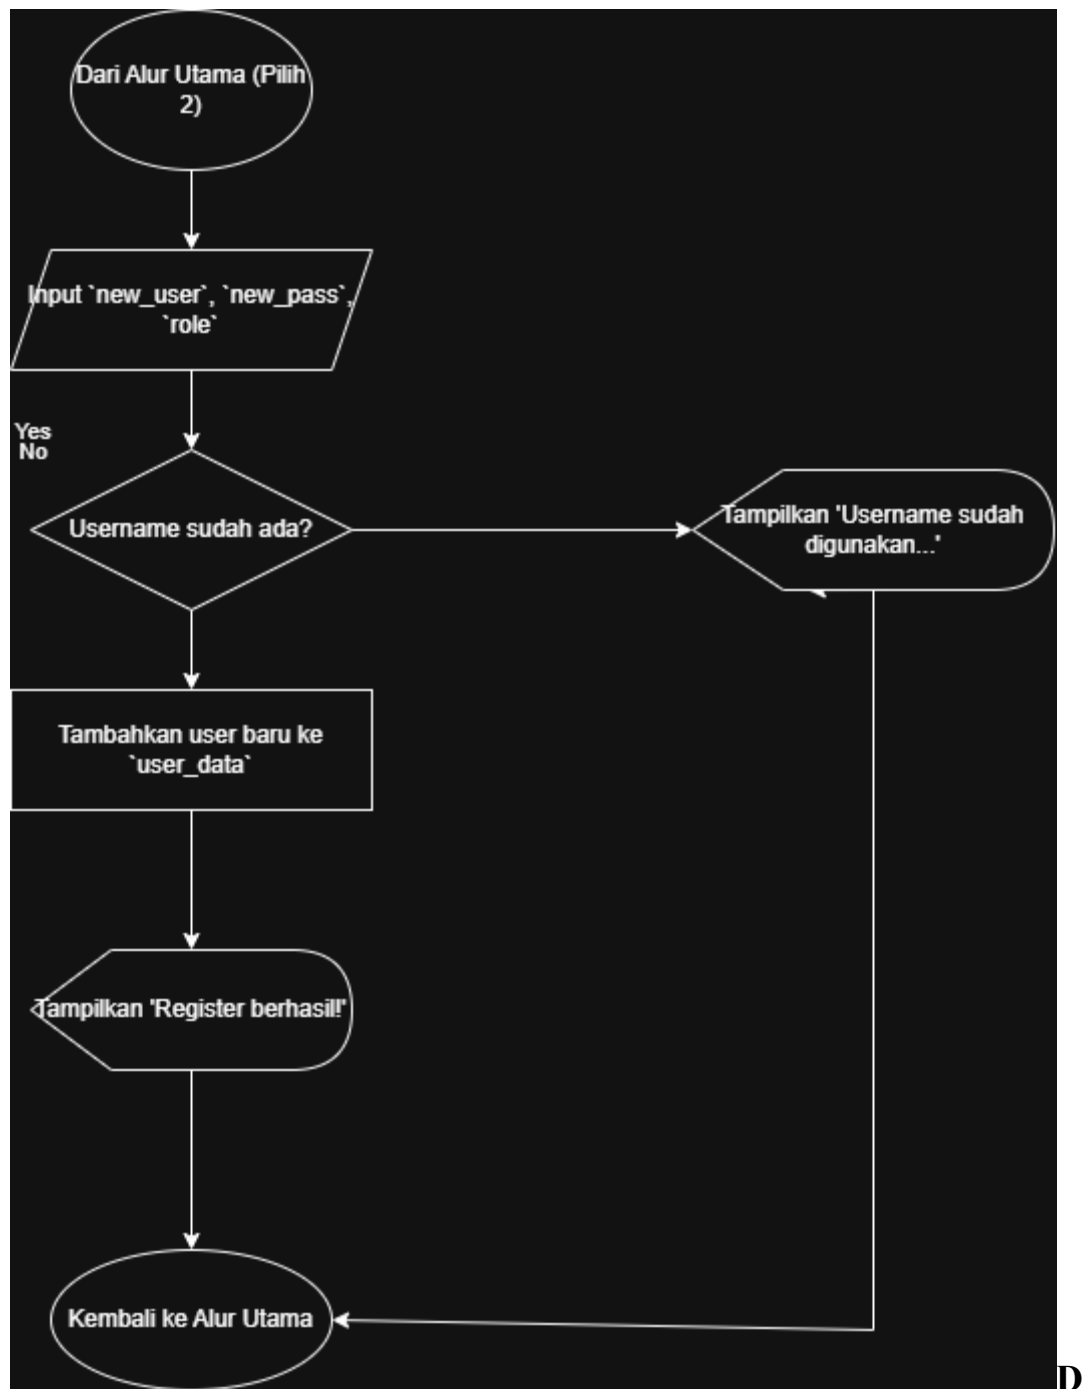 Dari Alur Utama (Pilih
2)
Input `new_user`, `new_pass`,
`role`
Yes
No
Username sudah ada?
Tampilkan 'Username sudah
digunakan...'
Tambahkan user baru ke
`user_data`
Tampilkan 'Register berhasil!'
Kembali ke Alur Utama
D